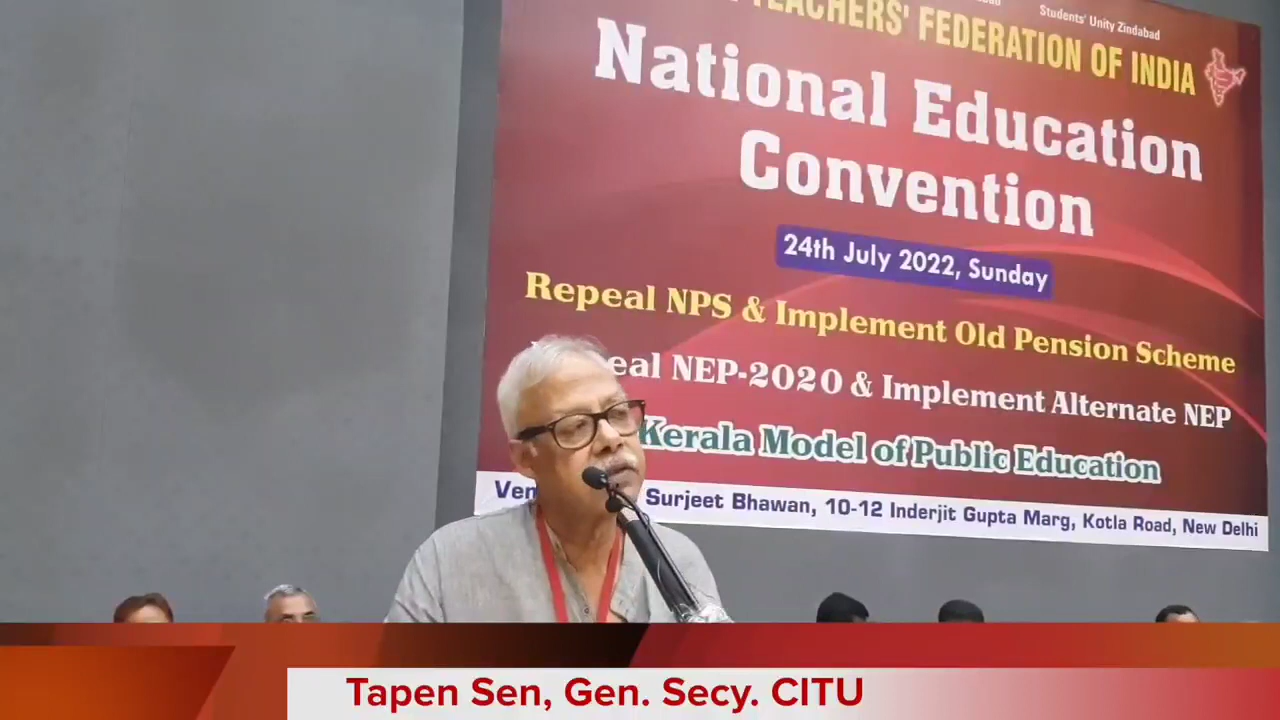 Students' Unity Zindabad
TEACHERS' FEDERATION OF INDIA
National Education
Convention
24th July 2022, Sunday
Repeal NPS & Implement Old Pension Scheme
NEP-2020 & Implement Alternate NEP
Kerala Model of Public Education
Surjeet Bhawan, 10-12 Inderjit Gupta Marg, Kotla Road, New Delhi
Tapen Sen, Gen. Secy. CITU